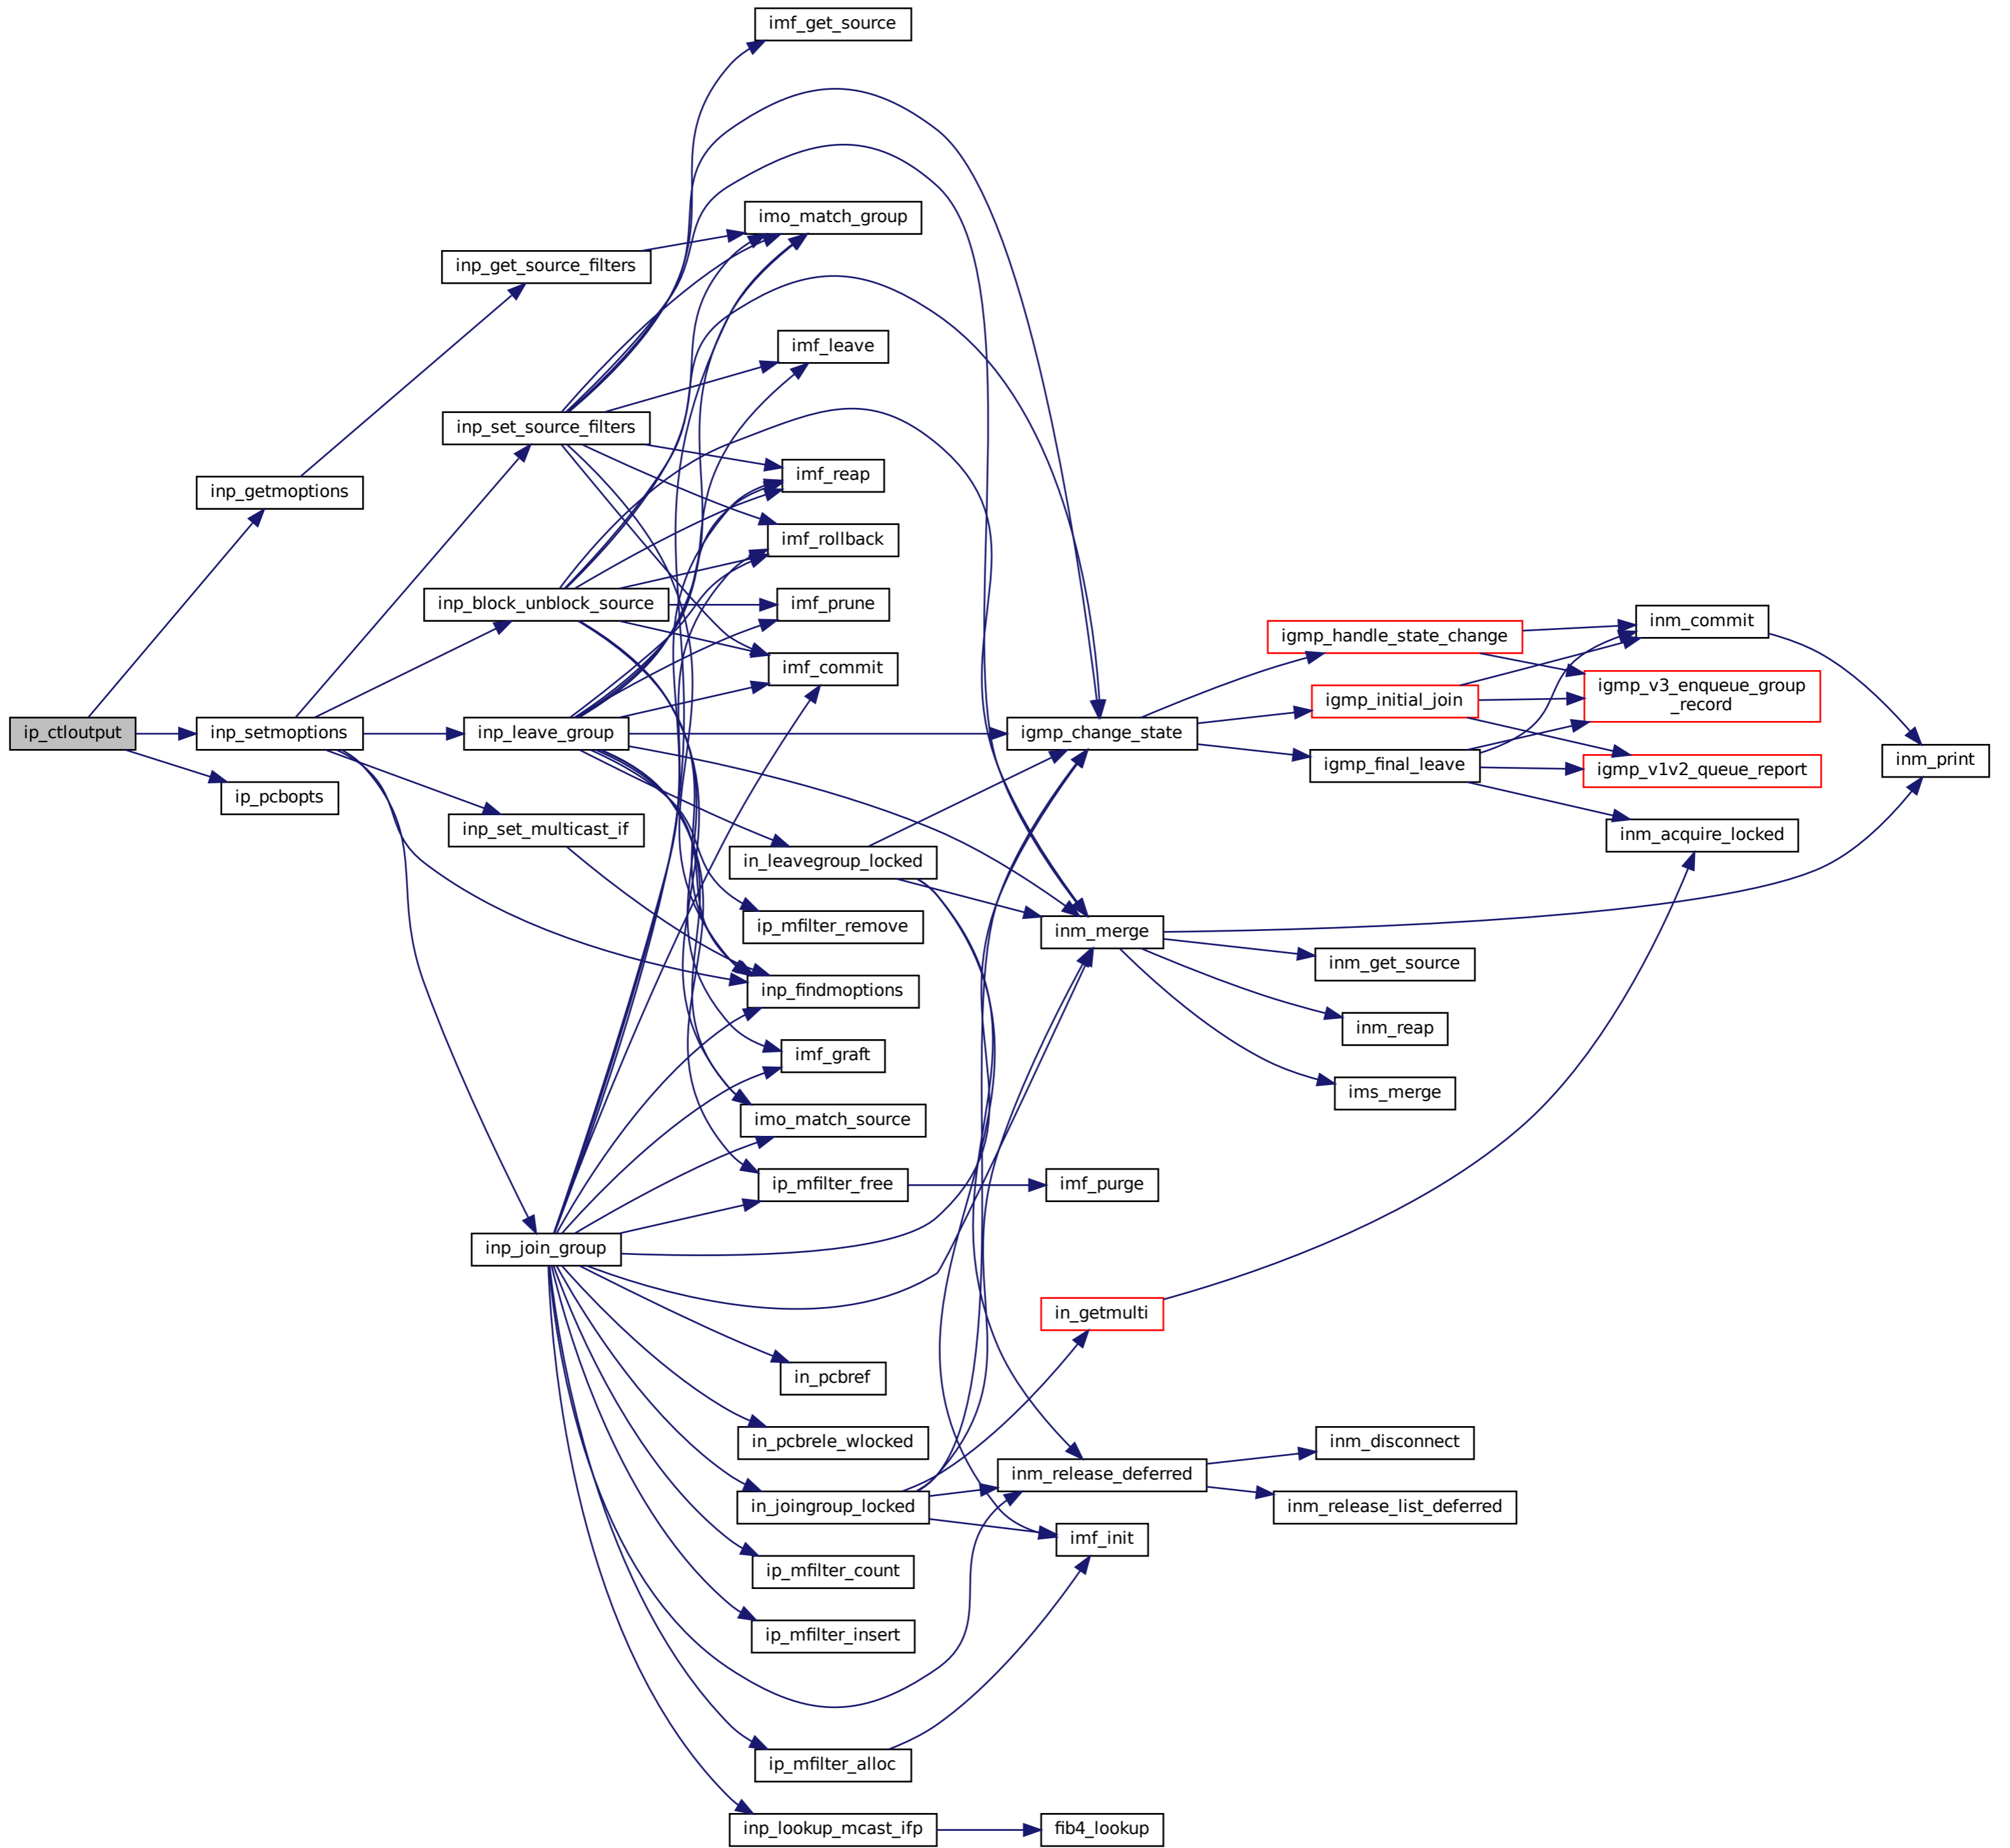 imf_get_source
imo_match_group
inp_get_source_filters
imf_leave
inp_set_source_filters
imf_reap
inp_getmoptions
imf_rollback
inp_block_unblock_source
imf_prune
igmp_handle_state_change
inm_commit
imf_commit
igmp_initial_join
igmp_v3_enqueue_group
_record
ip_ctloutput
inp_setmoptions
inp_leave_group
igmp_change_state
igmp_final_leave
igmp_v1v2_queue_report
inm_print
ip_pcbopts
inp_set_multicast_if
inm_acquire_locked
in_leavegroup_locked
ip_mfilter_remove
inm_merge
inm_get_source
inp_findmoptions
inm_reap
imf_graft
ims_merge
imo_match_source
ip_mfilter_free
imf_purge
inp_join_group
in_getmulti
in_pcbref
in_pcbrele_wlocked
inm_disconnect
inm_release_deferred
in_joingroup_locked
inm_release_list_deferred
imf_init
ip_mfilter_count
ip_mfilter_insert
ip_mfilter_alloc
inp_lookup_mcast_ifp
fib4_lookup